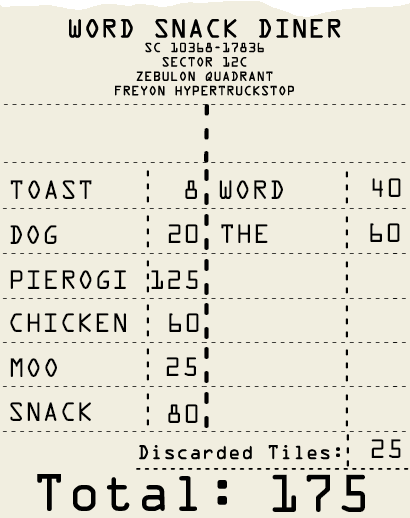 WORD SNACK DINER
SC 10368-17836
SECTOR 12C
ZEBULON QUADRANT
FREYON HYPERTRUCKSTOP
TOAST 8 WORD 40
DOG 20 THE 60
PIEROGI 125
CHICKEN 60
MOO 25
SNACK 80
Discarded Tiles: 25
Total: 175